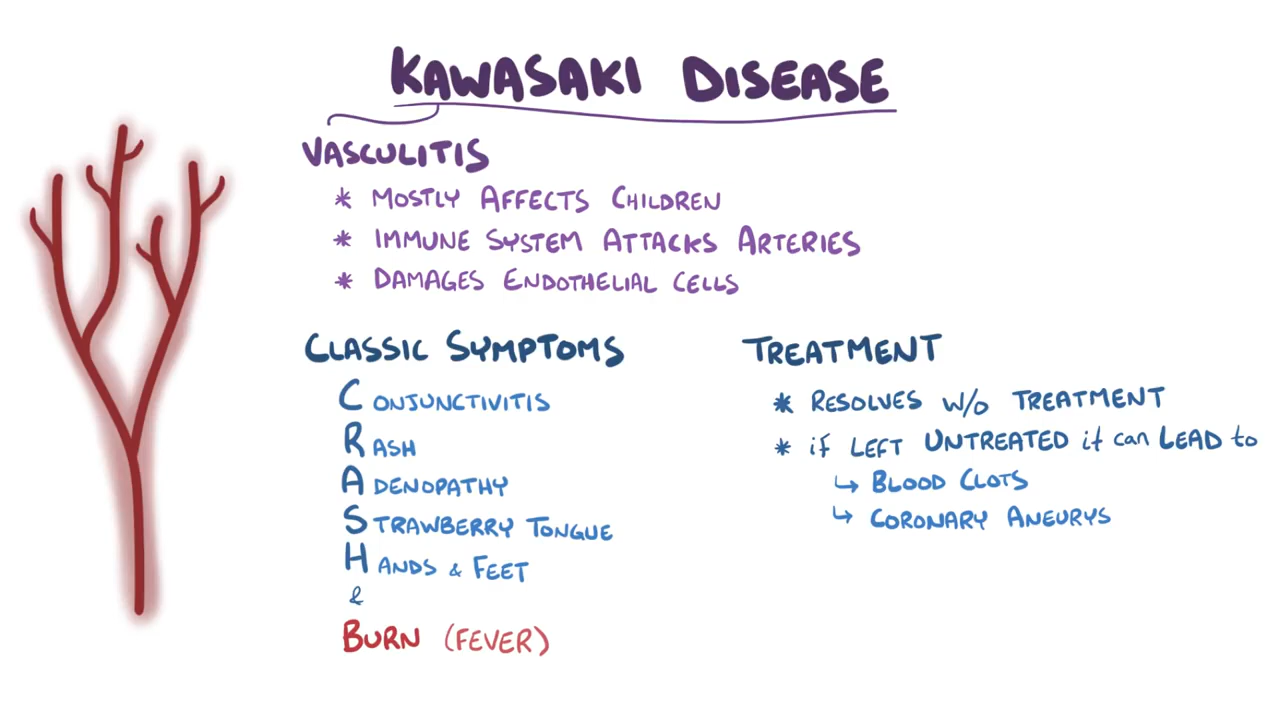 KAWASAKI DISEASE
VASCULITIS
* MOSTLY AFFECTS CHILDREN
* IMMUNE SYSTEM ATTACKS ARTERIES
* DAMAGES ENDOTHELIAL CELLS
CLASSIC SYMPTOMS
CONJUNCTIVITIS
RASH
ADENOPATHY
STRAWBERRY TONGUE
HANDS & FEET
&
BURN (FEVER)
TREATMENT
* RESOLVES W/O TREATMENT
* if LEFT UNTREATED it can LEAD to
↳ BLOOD CLOTS
↳ CORONARY ANEURYS